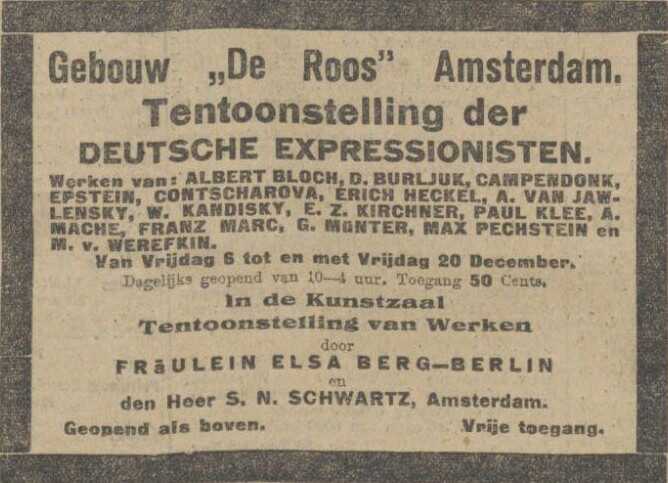 Gebouw „De Roos” Amsterdam.
Tentoonstelling der
DEUTSCHE EXPRESSIONISTEN.
Werken van: ALBERT BLOCH, D. BURLJUK, CAMPENDONK,
EPSTEIN, CONTSCHAROVA, ERICH HECKEL, A. VAN JAW-
LENSKY, W. KANDISKY, E. Z. KIRCHNER, PAUL KLEE, A.
MACHE, FRANZ MARC, G. MÜNTER, MAX PECHSTEIN en
M. v. WEREFKIN.
Van Vrijdag 6 tot en met Vrijdag 20 December.
Dagelijks geopend van 10—4 uur. Toegang 50 Cents.
In de Kunstzaal
Tentoonstelling van Werken
door
FRäULEIN ELSA BERG—BERLIN
en
den Heer S. N. SCHWARTZ, Amsterdam.
Geopend als boven. Vrije toegang.